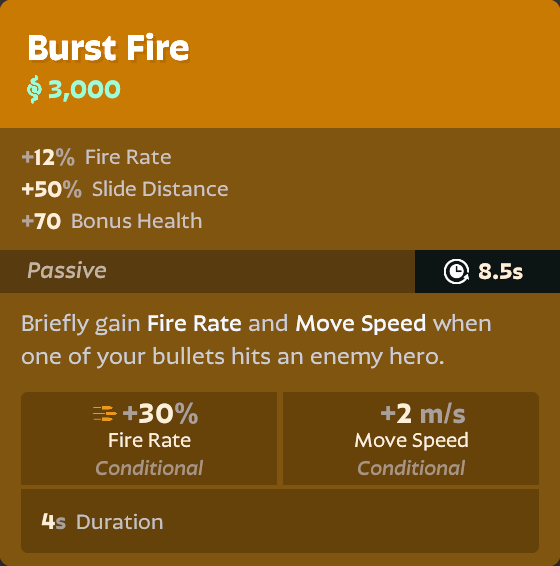 Burst Fire
3,000
+12% Fire Rate
+50% Slide Distance
+70 Bonus Health
Passive 8.5s
Briefly gain Fire Rate and Move Speed when
one of your bullets hits an enemy hero.
+30% +2 m/s
Fire Rate Move Speed
Conditional Conditional
4s Duration